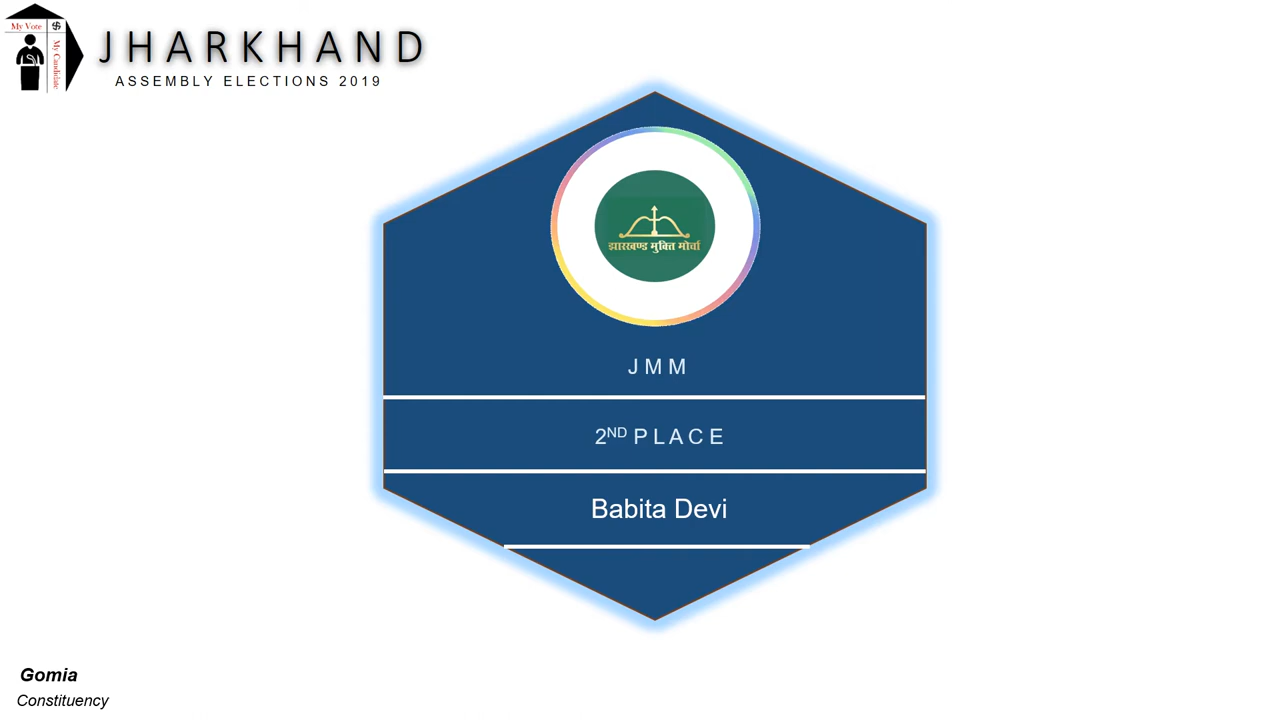 My Vote
My Candidate
JHARKHAND
ASSEMBLY ELECTIONS 2019
झारखण्ड मुक्ति मोर्चा
JMM
2ND PLACE
Babita Devi
Gomia
Constituency